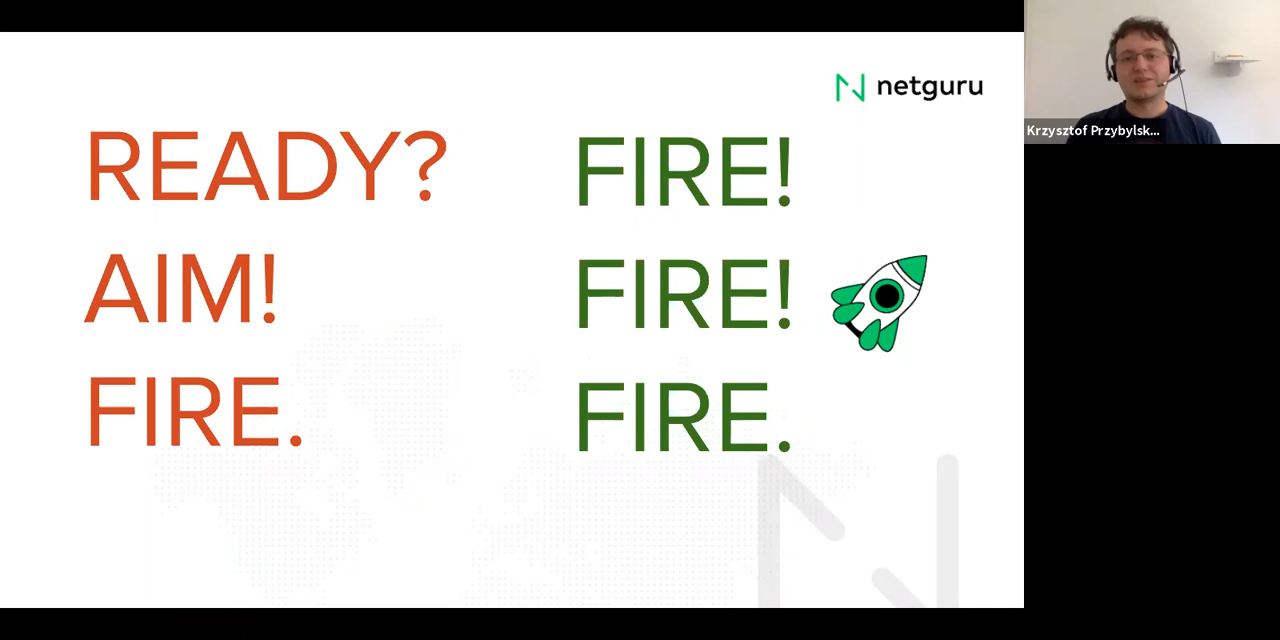 netguru
READY?
AIM!
FIRE.
FIRE!
FIRE!
FIRE.
Krzysztof Przybylsk...